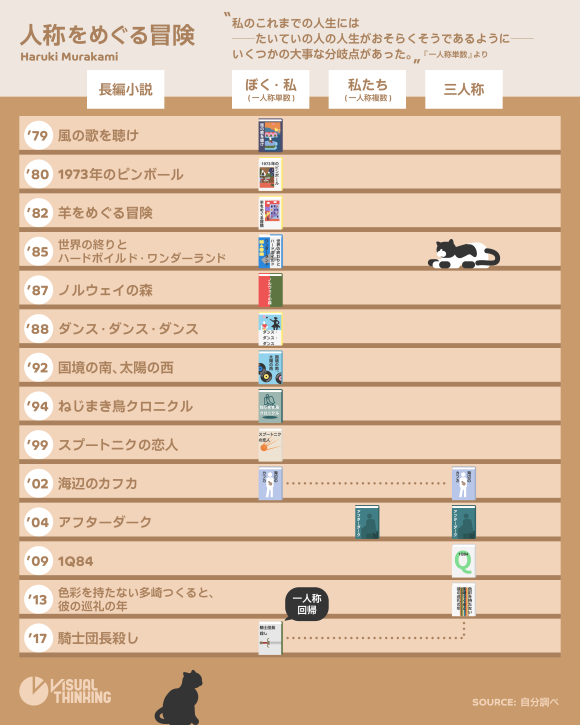 人称をめぐる冒険
Haruki Murakami
〝私のこれまでの人生には
──たいていの人の人生がおそらくそうであるように──
いくつかの大事な分岐点があった。〟『一人称単数』より
長編小説
ぼく・私
(一人称単数)
私たち
(一人称複数)
三人称
'79 風の歌を聴け
'80 1973年のピンボール
'82 羊をめぐる冒険
'85 世界の終りと
ハードボイルド・ワンダーランド
'87 ノルウェイの森
'88 ダンス・ダンス・ダンス
'92 国境の南、太陽の西
'94 ねじまき鳥クロニクル
'99 スプートニクの恋人
'02 海辺のカフカ
'04 アフターダーク
'09 1Q84
'13 色彩を持たない多崎つくると、
彼の巡礼の年
一人称
回帰
'17 騎士団長殺し
VISUAL
THINKING
SOURCE: 自分調べ